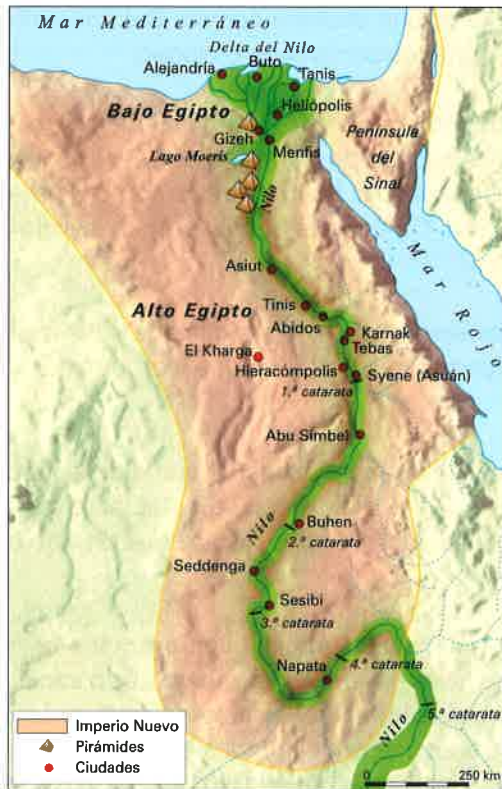 Mar Mediterráneo
Delta del Nilo
Alejandría
Buto
Tanis
Heliópolis
Bajo Egipto
Gizeh
Menfis
Península
del
Sinaí
Lago Moeris
Nilo
Mar Rojo
Asiut
Tinis
Alto Egipto
Abidos
Karnak
Tebas
El Kharga
Hieracómpolis
Syene (Asuán)
1.ª catarata
Abu Simbel
Nilo
Buhen
2.ª catarata
Seddenga
Sesibi
3.ª catarata
Napata
4.ª catarata
Nilo
5.ª catarata
Imperio Nuevo
Pirámides
Ciudades
0 250 km